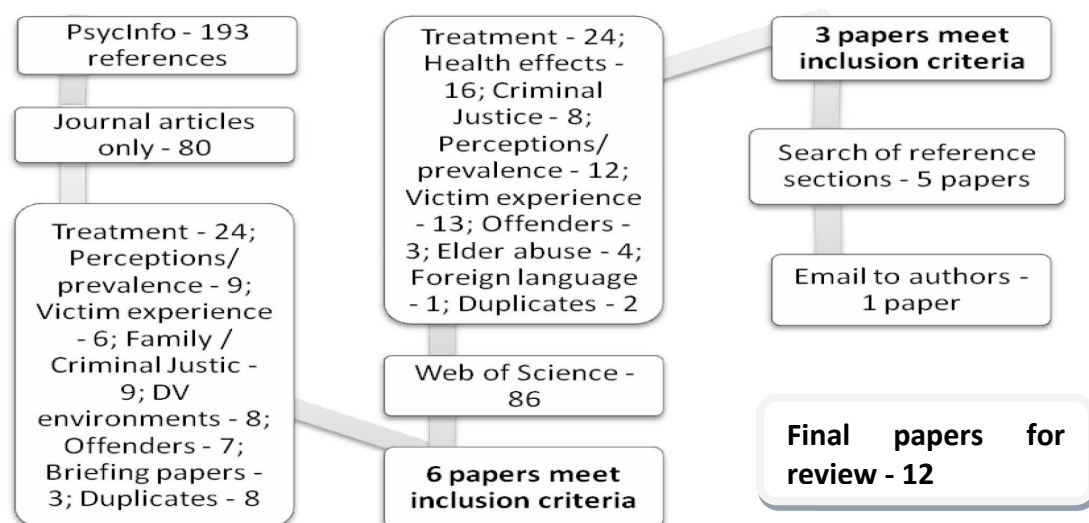 PsycInfo - 193
references
Journal articles
only - 80
Treatment - 24;
Perceptions/
prevalence - 9;
Victim experience
- 6; Family /
Criminal Justic -
9; DV
environments - 8;
Offenders - 7;
Briefing papers -
3; Duplicates - 8
6 papers meet
inclusion criteria
Web of Science -
86
Treatment - 24;
Health effects -
16; Criminal
Justice - 8;
Perceptions/
prevalence - 12;
Victim experience
- 13; Offenders -
3; Elder abuse - 4;
Foreign language
- 1; Duplicates - 2
3 papers meet
inclusion criteria
Search of reference
sections - 5 papers
Email to authors -
1 paper
Final papers for
review - 12